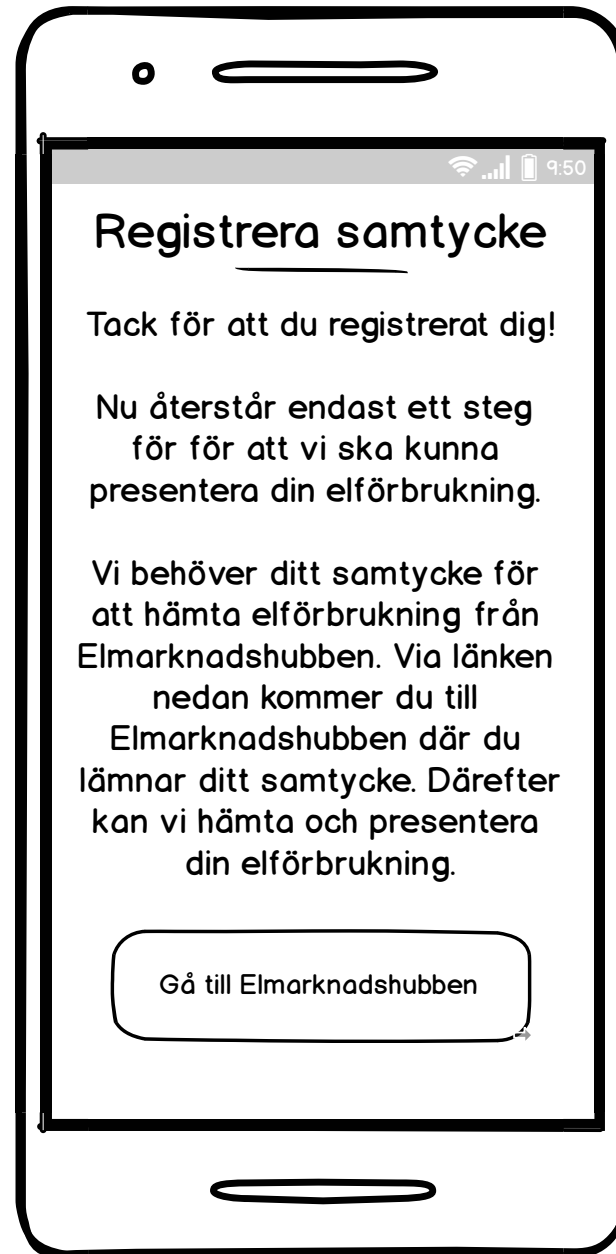 9:50
Registrera samtycke
Tack för att du registrerat dig!
Nu återstår endast ett steg
för för att vi ska kunna
presentera din elförbrukning.
Vi behöver ditt samtycke för
att hämta elförbrukning från
Elmarknadshubben. Via länken
nedan kommer du till
Elmarknadshubben där du
lämnar ditt samtycke. Därefter
kan vi hämta och presentera
din elförbrukning.
Gå till Elmarknadshubben